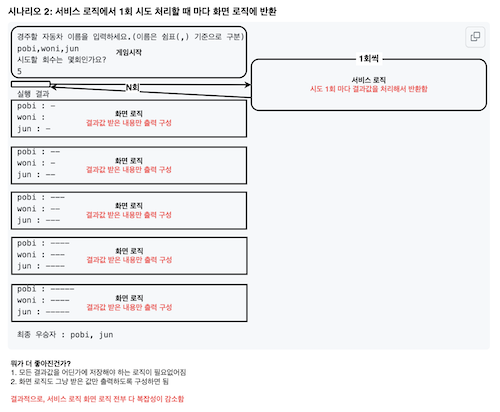 시나리오 2: 서비스 로직에서 1회 시도 처리할 때 마다 화면 로직에 반환
경주할 자동차 이름을 입력하세요.(이름은 쉼표(,) 기준으로 구분)
pobi,woni,jun
게임시작
시도할 회수는 몇회인가요?
5
N회
1회씩
서비스 로직
시도 1회 마다 결과값을 처리해서 반환함
실행 결과
pobi : -
woni :
jun : -
화면 로직
결과값 받은 내용만 출력 구성
pobi : --
woni : -
jun : --
화면 로직
결과값 받은 내용만 출력 구성
pobi : ---
woni : --
jun : ---
화면 로직
결과값 받은 내용만 출력 구성
pobi : ----
woni : ---
jun : ----
화면 로직
결과값 받은 내용만 출력 구성
pobi : -----
woni : ----
jun : -----
화면 로직
결과값 받은 내용만 출력 구성
최종 우승자 : pobi, jun
뭐가 더 좋아진건가?
1. 모든 결과값을 어딘가에 저장해야 하는 로직이 필요없어짐
2. 화면 로직도 그냥 받은 값만 출력하도록 구성하면 됨
결과적으로, 서비스 로직 화면 로직 전부 다 복잡성이 감소함